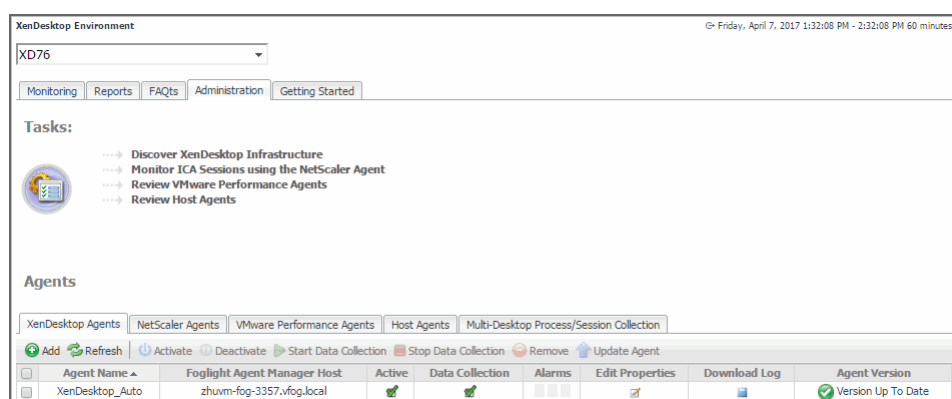 XenDesktop Environment
Friday, April 7, 2017 1:32:08 PM - 2:32:08 PM 60 minutes
XD76
Monitoring Reports FAQts Administration Getting Started
Tasks:
Discover XenDesktop Infrastructure
Monitor ICA Sessions using the NetScaler Agent
Review VMware Performance Agents
Review Host Agents
Agents
XenDesktop Agents NetScaler Agents VMware Performance Agents Host Agents Multi-Desktop Process/Session Collection
Add Refresh Activate Deactivate Start Data Collection Stop Data Collection Remove Update Agent
Agent Name Foglight Agent Manager Host Active Data Collection Alarms Edit Properties Download Log Agent Version
XenDesktop_Auto zhuvm-fog-3357.vfog.local Version Up To Date